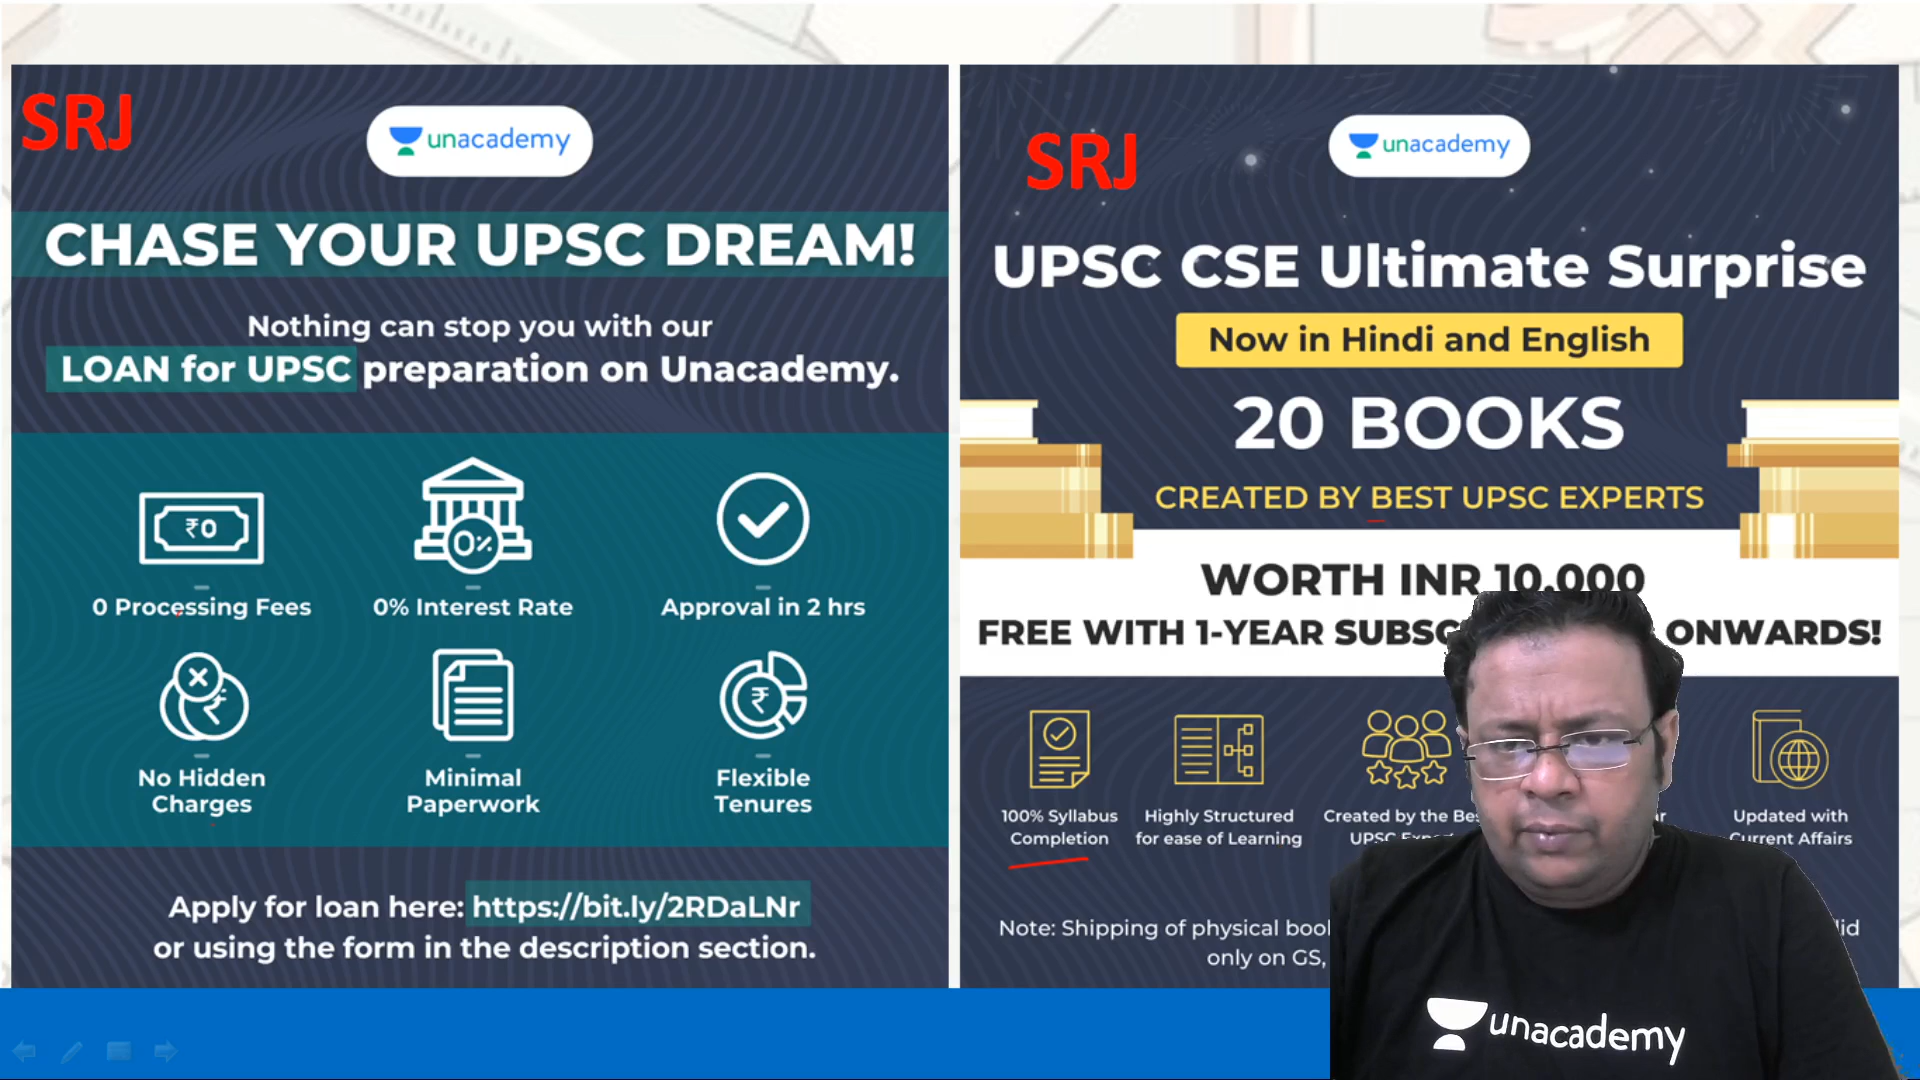 SRJ
unacademy
CHASE YOUR UPSC DREAM!
Nothing can stop you with our
LOAN for UPSC preparation on Unacademy.
₹0
0%
0 Processing Fees
0% Interest Rate
Approval in 2 hrs
₹
₹
No Hidden
Charges
Minimal
Paperwork
Flexible
Tenures
Apply for loan here: https://bit.ly/2RDaLNr
or using the form in the description section.
SRJ
unacademy
UPSC CSE Ultimate Surprise
Now in Hindi and English
20 BOOKS
CREATED BY BEST UPSC EXPERTS
WORTH INR 10,000
FREE WITH 1-YEAR ONWARDS!
100% Syllabus
Completion
Highly Structured
for ease of Learning
Created by the
UPSC
Updated with
Current Affairs
Note: Shipping of physical
only on GS,
unacademy